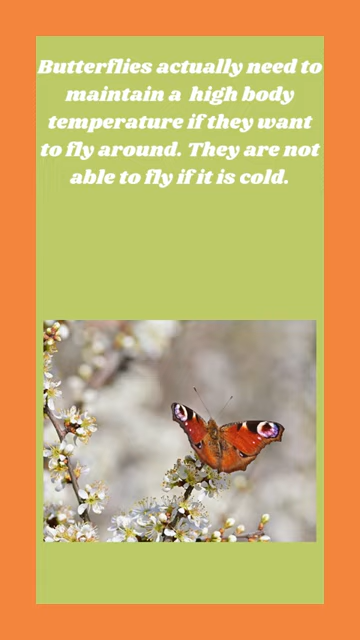 Butterflies actually need to
maintain a high body
temperature if they want
to fly around. They are not
able to fly if it is cold.